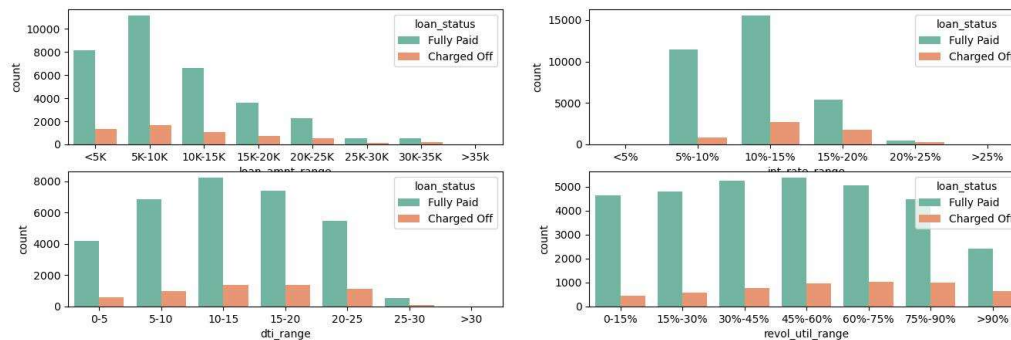 loan_status
Fully Paid
Charged Off
10000
8000
6000
4000
2000
0
count
<5K 5K-10K 10K-15K 15K-20K 20K-25K 25K-30K 30K-35K >35k
loan_amnt_range
loan_status
Fully Paid
Charged Off
15000
10000
5000
0
count
<5% 5%-10% 10%-15% 15%-20% 20%-25% >25%
int_rate_range
loan_status
Fully Paid
Charged Off
8000
6000
4000
2000
0
count
0-5 5-10 10-15 15-20 20-25 25-30 >30
dti_range
loan_status
Fully Paid
Charged Off
5000
4000
3000
2000
1000
0
count
0-15% 15%-30% 30%-45% 45%-60% 60%-75% 75%-90% >90%
revol_util_range